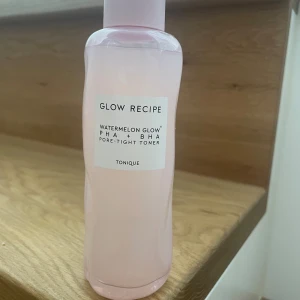 GLOW RECIPE
WATERMELON GLOW
PHA + BHA
PORE-TIGHT TONER
TONIQUE